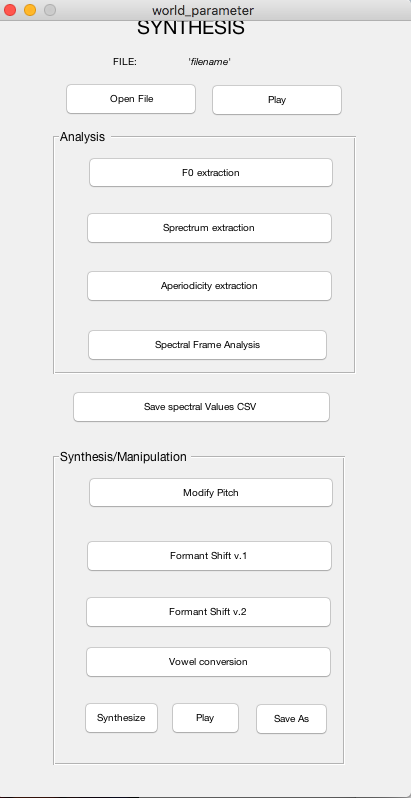 world_parameter
SYNTHESIS
FILE: 'filename'
Open File Play
Analysis
F0 extraction
Sprectrum extraction
Aperiodicity extraction
Spectral Frame Analysis
Save spectral Values CSV
Synthesis/Manipulation
Modify Pitch
Formant Shift v.1
Formant Shift v.2
Vowel conversion
Synthesize Play Save As